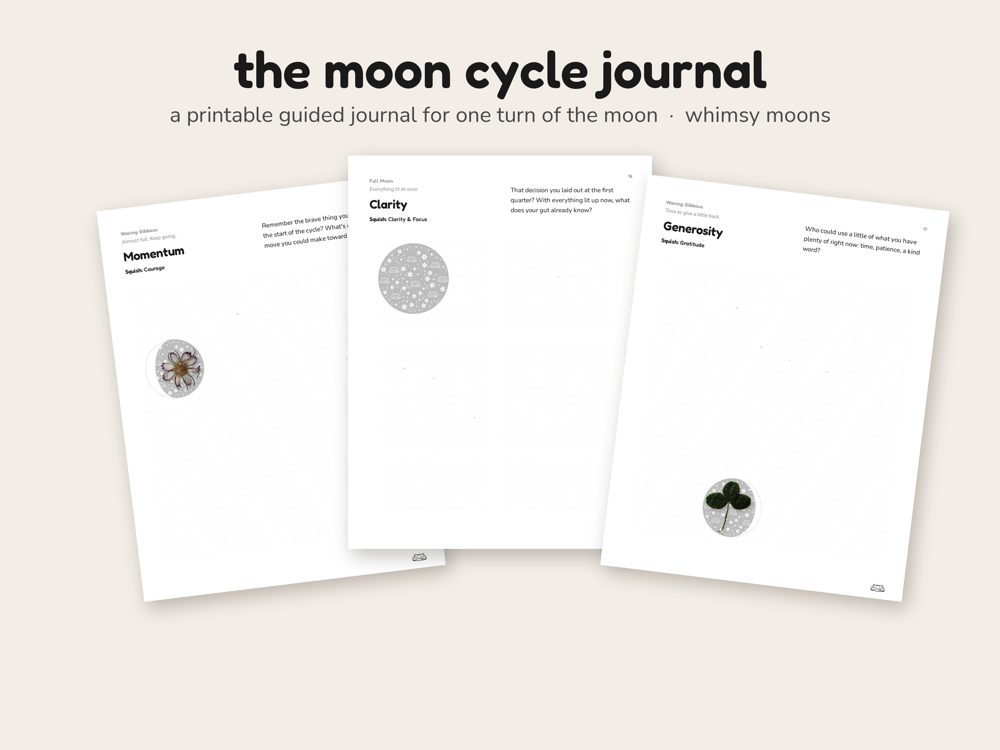 the moon cycle journal
a printable guided journal for one turn of the moon · whimsy moons
Waxing Gibbous
Almost full. Keep going.
Momentum
Squish: Courage
Remember the brave thing you
the start of the cycle? What's
move you could make toward
Full Moon
Everything lit at once.
Clarity
Squish: Clarity & Focus
16
That decision you laid out at the first
quarter? With everything lit up now, what
does your gut already know?
Waning Gibbous
Time to give a little back.
Generosity
Squish: Gratitude
17
Who could use a little of what you have
plenty of right now: time, patience, a kind
word?